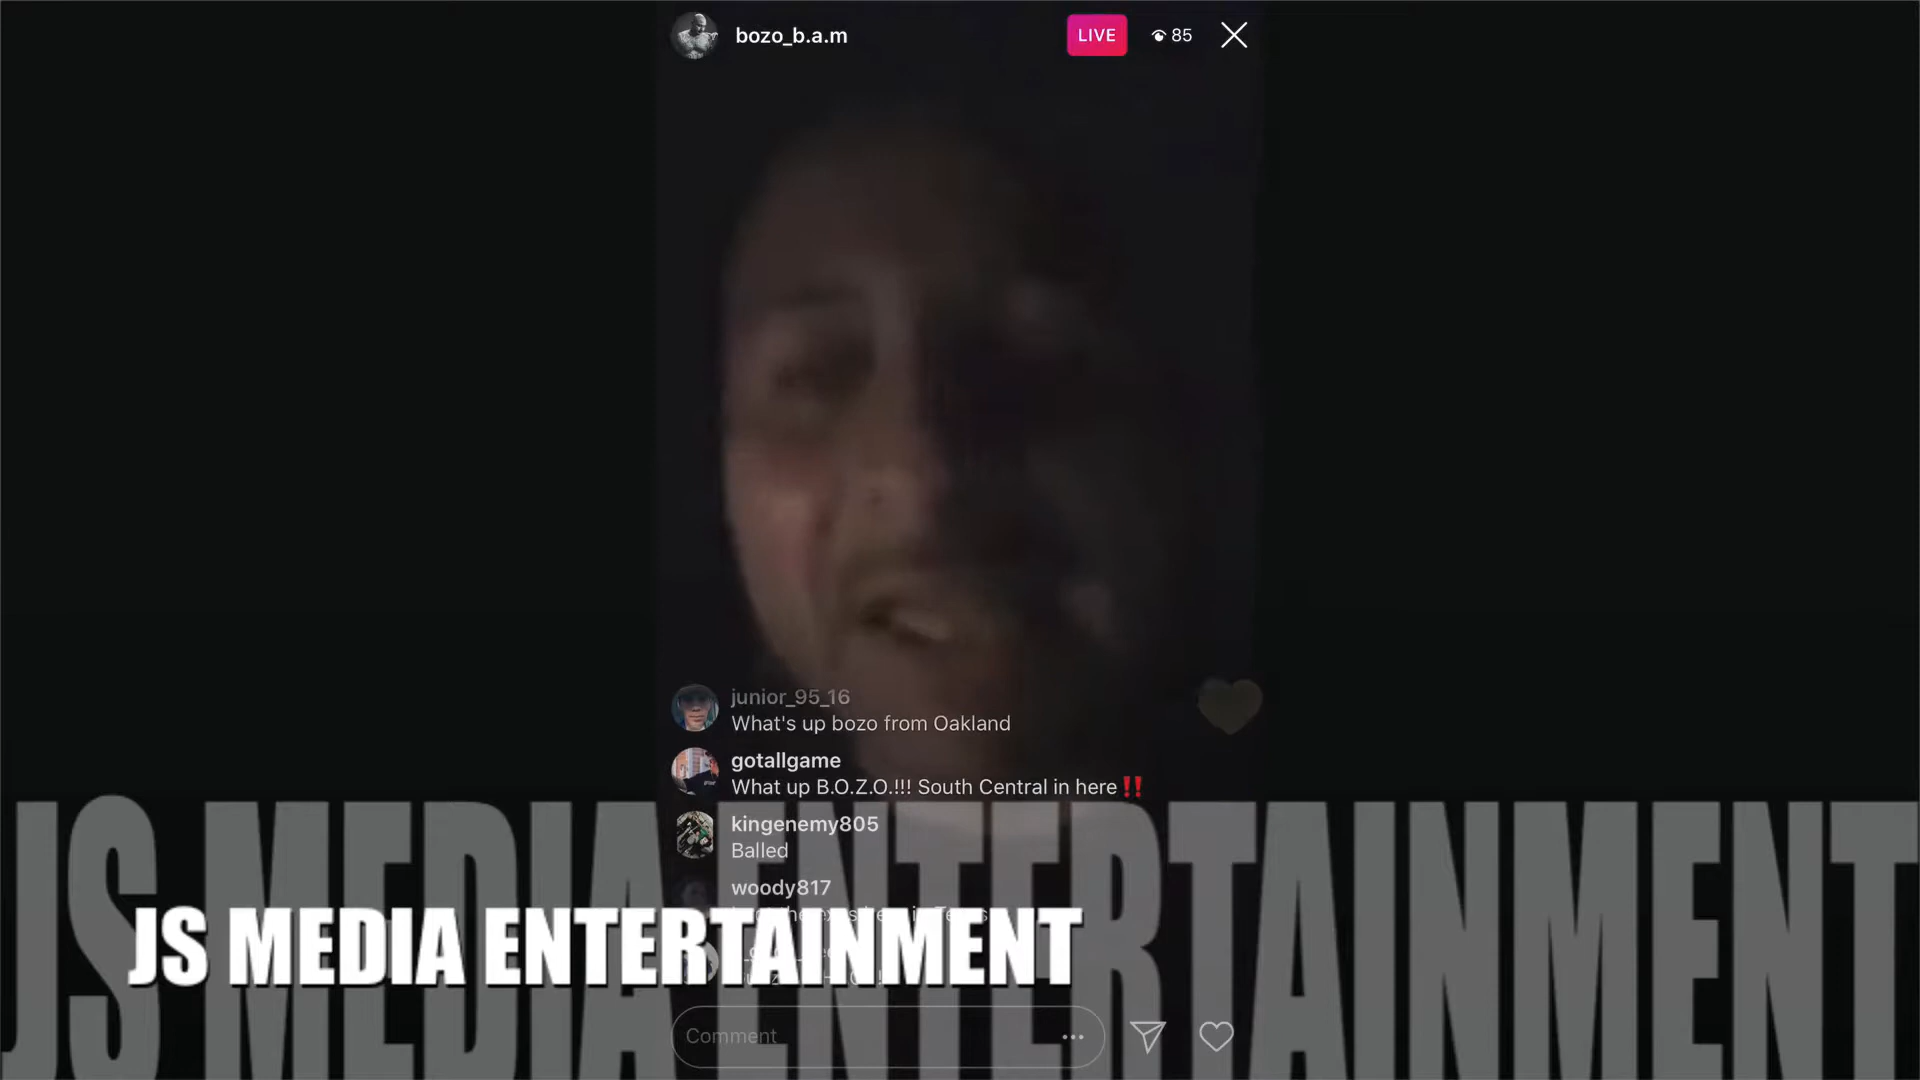 bozo_b.a.m
LIVE
85
junior_95_16
What's up bozo from Oakland
gotallgame
What up B.O.Z.O.!!! South Central in here‼️
kingenemy805
Balled
woody817
JS MEDIA ENTERTAINMENT
JS MEDIA ENTERTAINMENT
Comment